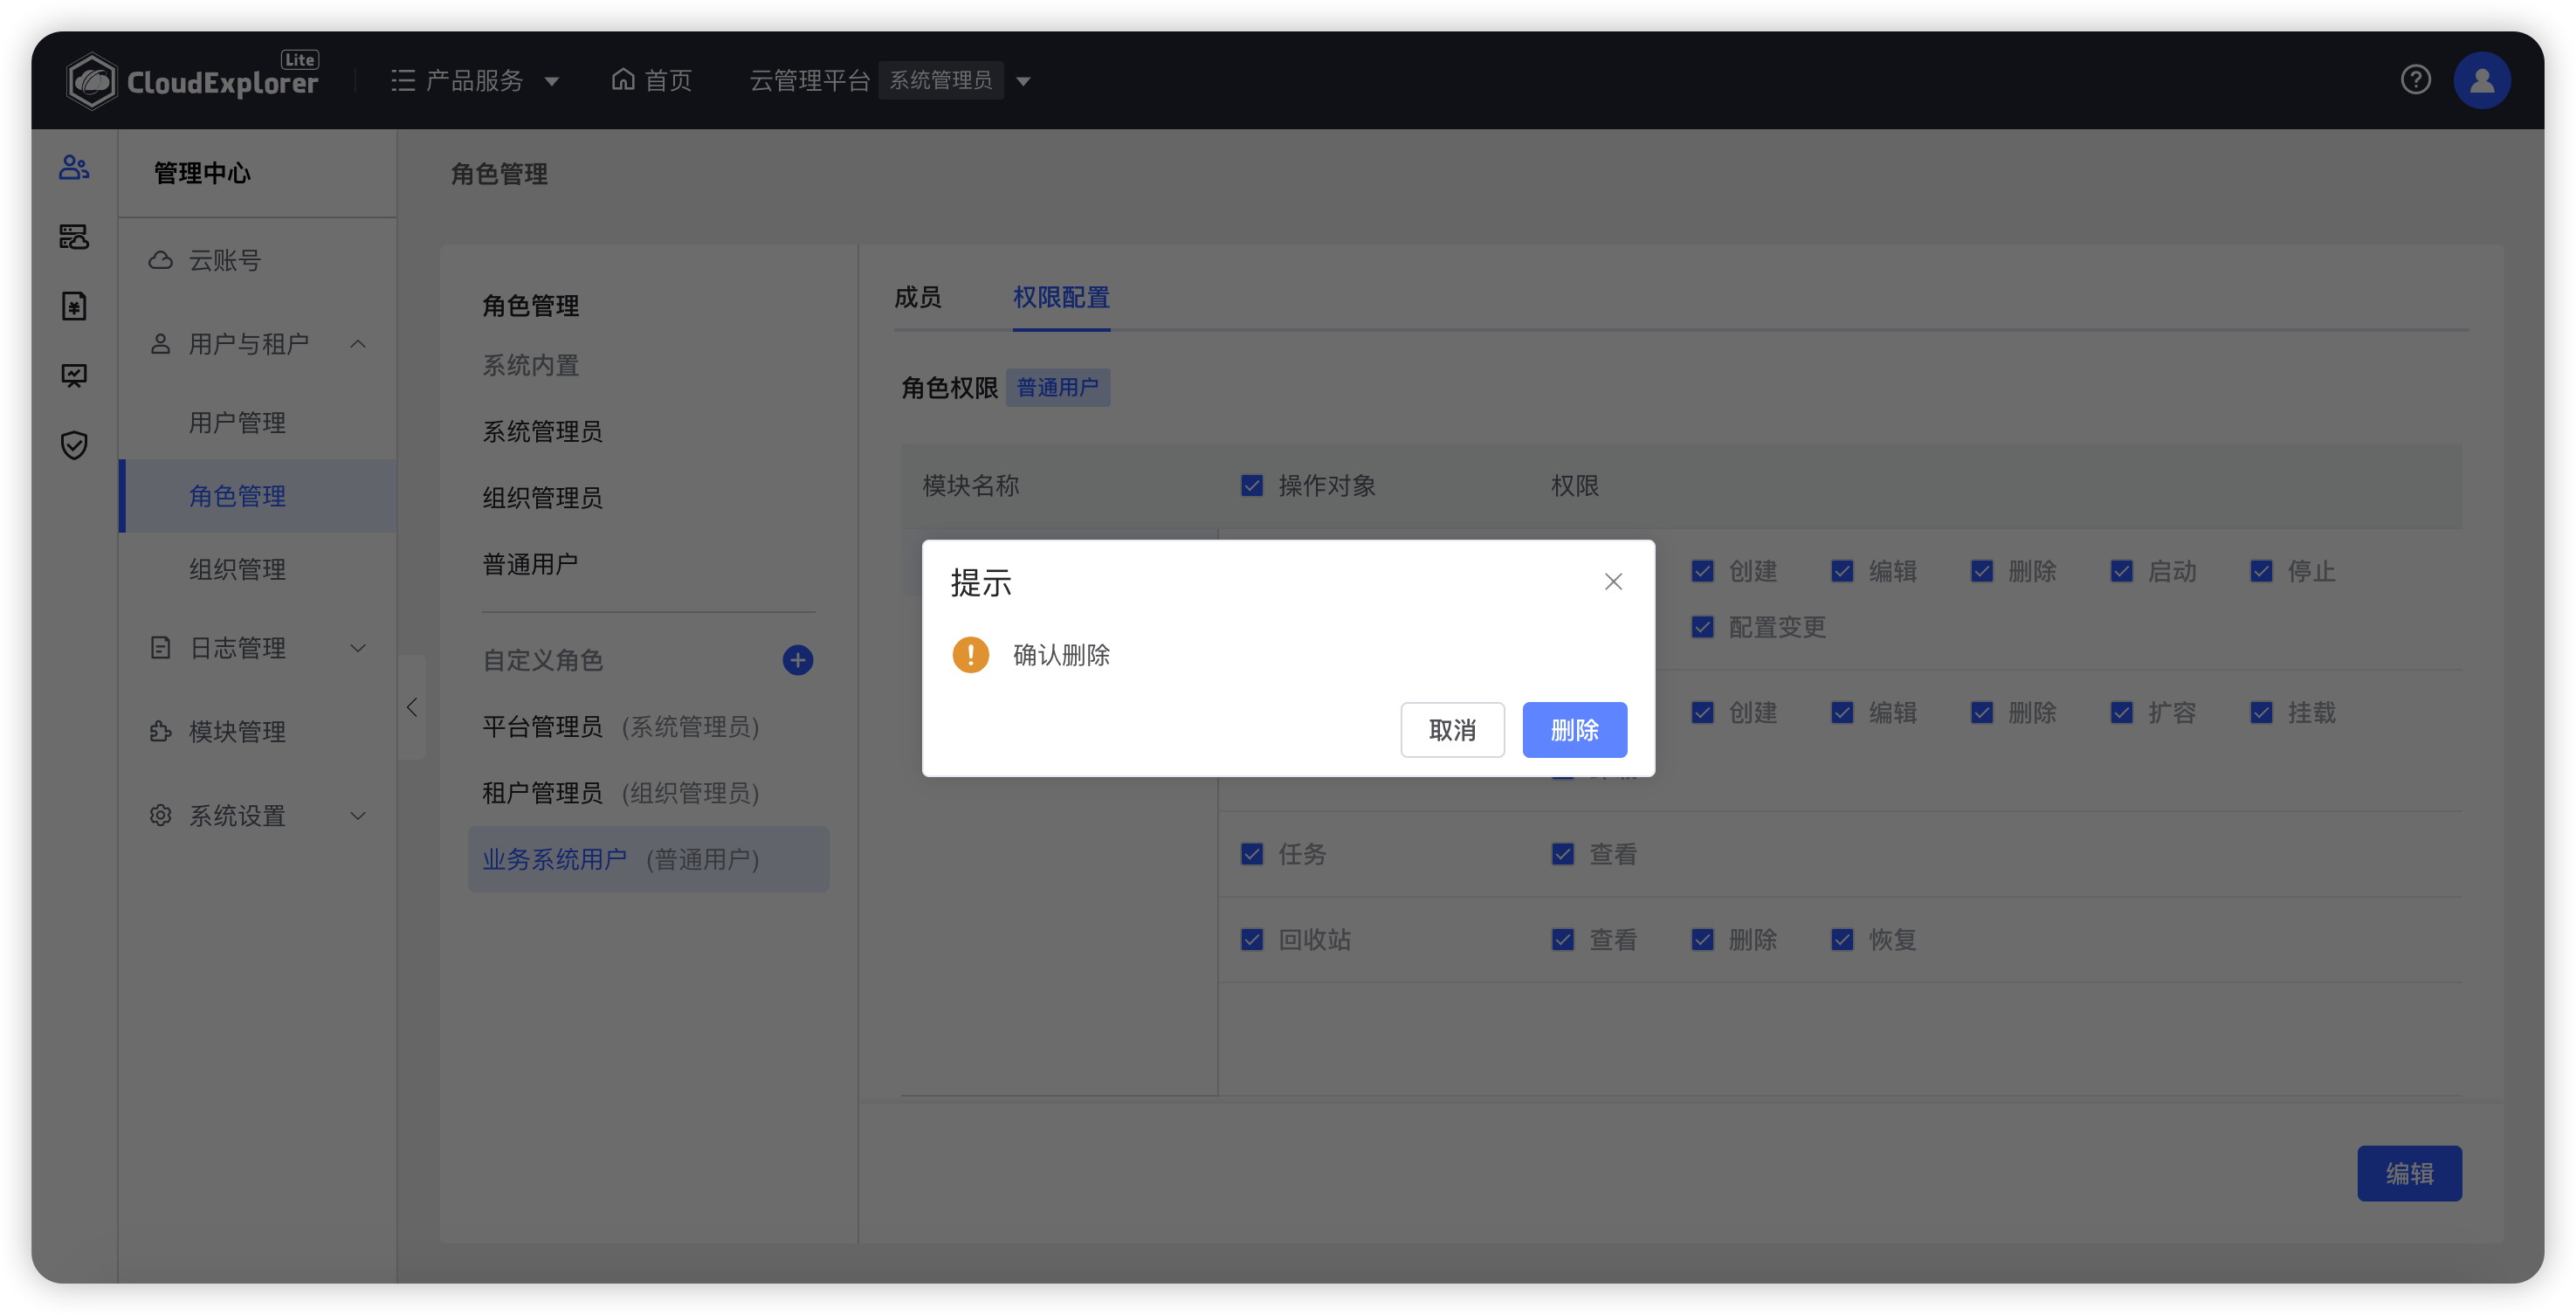 CloudExplorer Lite
产品服务
首页
云管理平台 系统管理员
管理中心
云账号
用户与租户
用户管理
角色管理
组织管理
日志管理
模块管理
系统设置
角色管理
角色管理
系统内置
系统管理员
组织管理员
普通用户
自定义角色
平台管理员 (系统管理员)
租户管理员 (组织管理员)
业务系统用户 (普通用户)
成员 权限配置
角色权限 普通用户
模块名称 操作对象 权限
创建 编辑 删除 启动 停止
配置变更
创建 编辑 删除 扩容 挂载
任务 查看
回收站 查看 删除 恢复
提示
确认删除
取消 删除
编辑